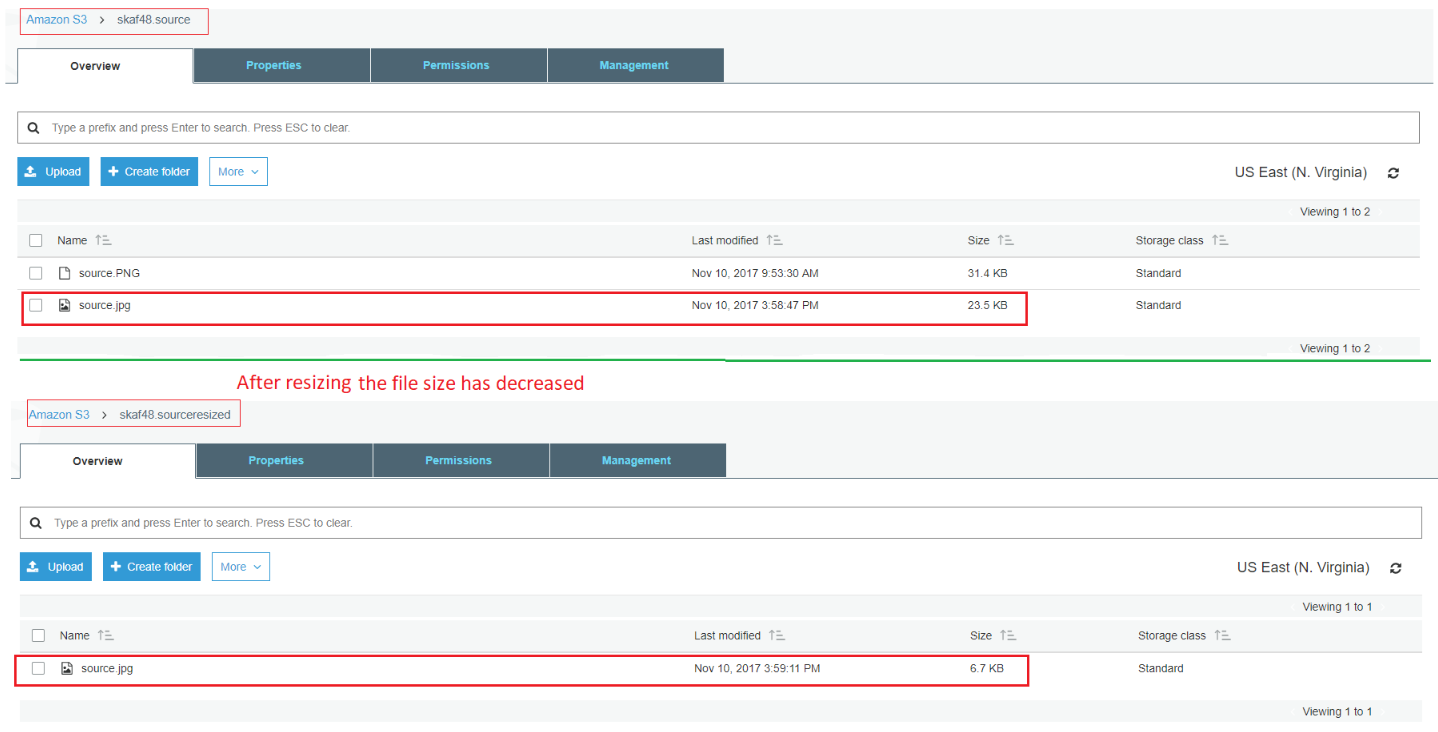 Amazon S3 > skaf48.source
Overview Properties Permissions Management
Type a prefix and press Enter to search. Press ESC to clear.
Upload Create folder More US East (N. Virginia)
Viewing 1 to 2
Name Last modified Size Storage class
source.PNG Nov 10, 2017 9:53:30 AM 31.4 KB Standard
source.jpg Nov 10, 2017 3:58:47 PM 23.5 KB Standard
Viewing 1 to 2
After resizing the file size has decreased
Amazon S3 > skaf48.sourceresized
Overview Properties Permissions Management
Type a prefix and press Enter to search. Press ESC to clear.
Upload Create folder More US East (N. Virginia)
Viewing 1 to 1
Name Last modified Size Storage class
source.jpg Nov 10, 2017 3:59:11 PM 6.7 KB Standard
Viewing 1 to 1